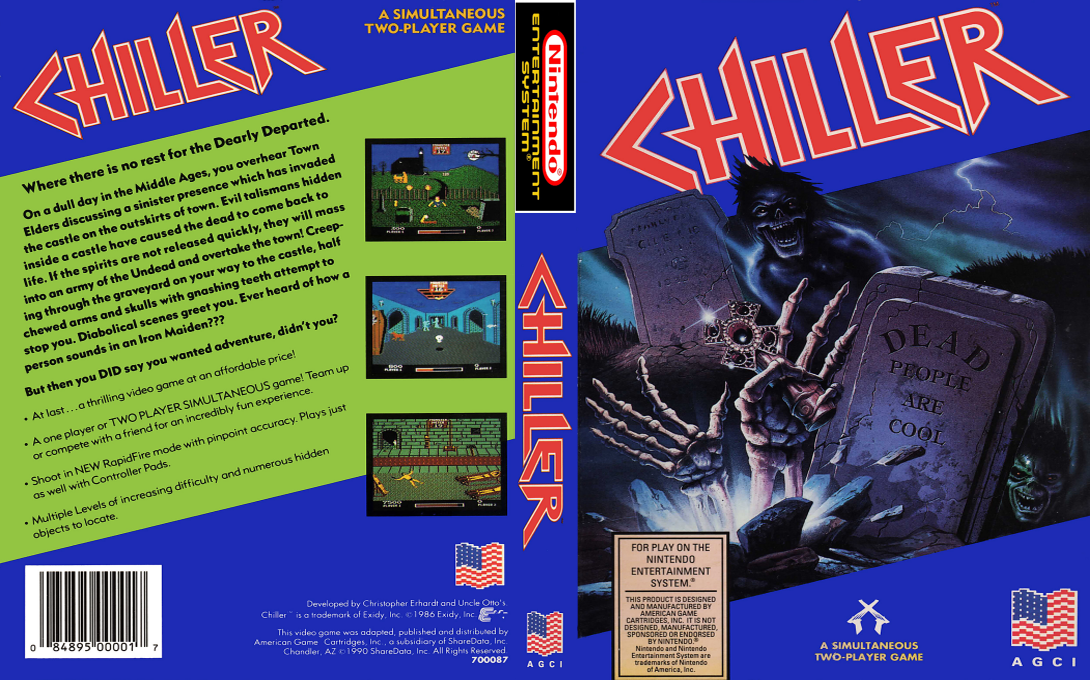 CHILLER™
A SIMULTANEOUS
TWO-PLAYER GAME
Where there is no rest for the Dearly Departed.
On a dull day in the Middle Ages, you overhear Town
Elders discussing a sinister presence which has invaded
the castle on the outskirts of town. Evil talismans hidden
inside a castle have caused the dead to come back to
life. If the spirits are not released quickly, they will mass
into an army of the Undead and overtake the town! Creep-
ing through the graveyard on your way to the castle, half
chewed arms and skulls with gnashing teeth attempt to
stop you. Diabolical scenes greet you. Ever heard of how a
person sounds in an Iron Maiden???
But then you DID say you wanted adventure, didn't you?
• At last...a thrilling video game at an affordable price!
• A one player or TWO PLAYER SIMULTANEOUS game! Team up
or compete with a friend for an incredibly fun experience.
• Shoot in NEW RapidFire mode with pinpoint accuracy. Plays just
as well with Controller Pads.
• Multiple Levels of increasing difficulty and numerous hidden
objects to locate.
0 84895 00001 7
Developed by Christopher Erhardt and Uncle Otto's.
Chiller™ is a trademark of Exidy, Inc. ©1986 Exidy, Inc.
This video game was adapted, published and distributed by
American Game Cartridges, Inc., a subsidiary of ShareData, Inc.
Chandler, AZ ©1990 ShareData, Inc. All Rights Reserved.
700087
Nintendo®
ENTERTAINMENT
SYSTEM®
CHILLER
AGCI
CHILLER™
DEAD
PEOPLE
ARE
COOL
FOR PLAY ON THE
NINTENDO
ENTERTAINMENT
SYSTEM.®
THIS PRODUCT IS DESIGNED
AND MANUFACTURED BY
AMERICAN GAME
CARTRIDGES, INC. IT IS NOT
DESIGNED, MANUFACTURED,
SPONSORED OR ENDORSED
BY NINTENDO®
Nintendo and Nintendo
Entertainment System are
trademarks of Nintendo
of America, Inc.
A SIMULTANEOUS
TWO-PLAYER GAME
AGCI